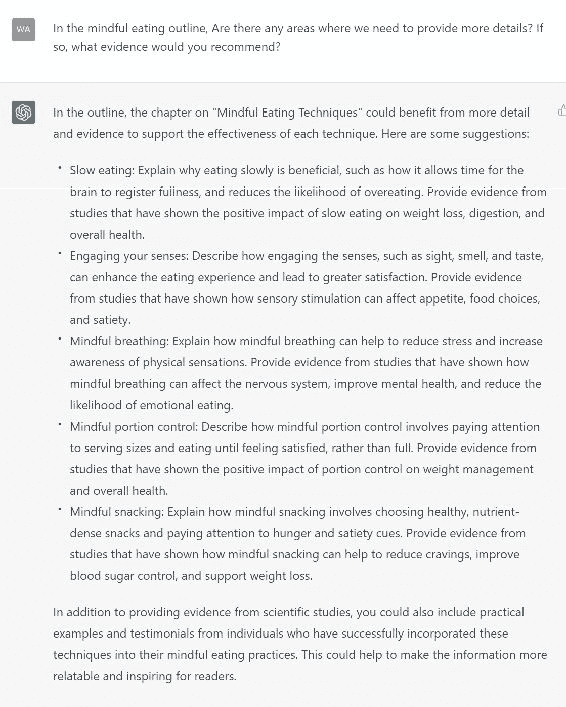 WA
In the mindful eating outline, Are there any areas where we need to provide more details? If
so, what evidence would you recommend?
In the outline, the chapter on "Mindful Eating Techniques" could benefit from more detail
and evidence to support the effectiveness of each technique. Here are some suggestions:
• Slow eating: Explain why eating slowly is beneficial, such as how it allows time for the
brain to register fullness, and reduces the likelihood of overeating. Provide evidence from
studies that have shown the positive impact of slow eating on weight loss, digestion, and
overall health.
• Engaging your senses: Describe how engaging the senses, such as sight, smell, and taste,
can enhance the eating experience and lead to greater satisfaction. Provide evidence
from studies that have shown how sensory stimulation can affect appetite, food choices,
and satiety.
• Mindful breathing: Explain how mindful breathing can help to reduce stress and increase
awareness of physical sensations. Provide evidence from studies that have shown how
mindful breathing can affect the nervous system, improve mental health, and reduce the
likelihood of emotional eating.
• Mindful portion control: Describe how mindful portion control involves paying attention
to serving sizes and eating until feeling satisfied, rather than full. Provide evidence from
studies that have shown the positive impact of portion control on weight management
and overall health.
• Mindful snacking: Explain how mindful snacking involves choosing healthy, nutrient-
dense snacks and paying attention to hunger and satiety cues. Provide evidence from
studies that have shown how mindful snacking can help to reduce cravings, improve
blood sugar control, and support weight loss.
In addition to providing evidence from scientific studies, you could also include practical
examples and testimonials from individuals who have successfully incorporated these
techniques into their mindful eating practices. This could help to make the information more
relatable and inspiring for readers.